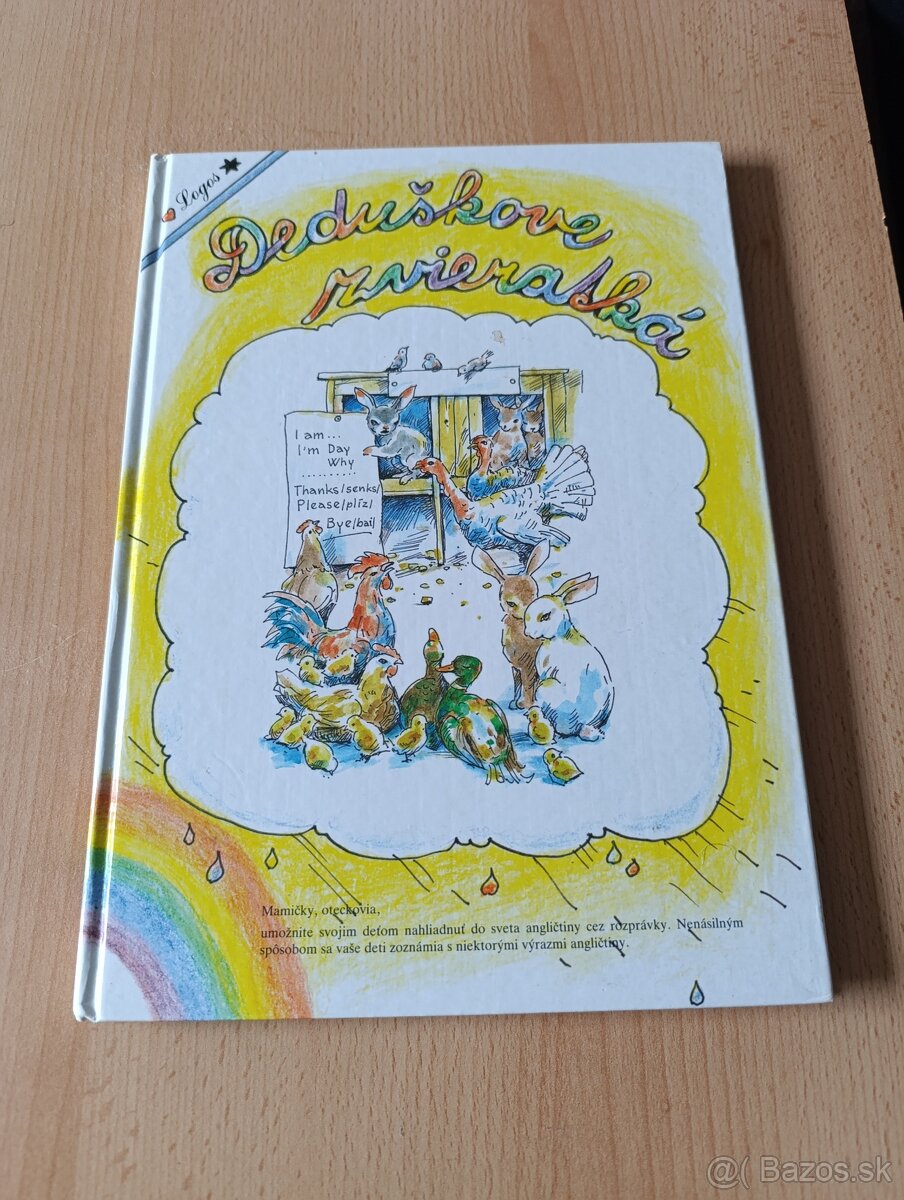 Logos
Deduškove
zvieratká
I am...
I'm Day
Why
..........
Thanks/senks/
Please/plíz/
Bye/bai/
Mamičky, oteckovia,
umožnite svojim deťom nahliadnuť do sveta angličtiny cez rozprávky. Nenásilným
spôsobom sa vaše deti zoznámia s niektorými výrazmi angličtiny.
@( Bazos.sk